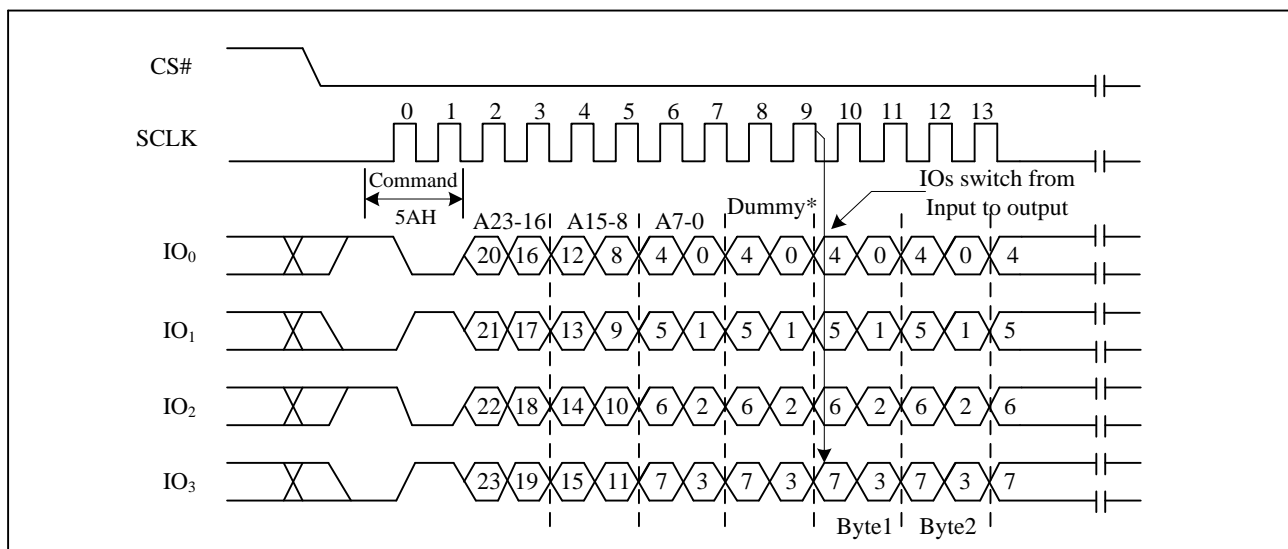 CS#
0 1 2 3 4 5 6 7 8 9 10 11 12 13
SCLK
Command
5AH
IOs switch from
Input to output
Dummy*
A23-16 A15-8 A7-0
IO0 20 16 12 8 4 0 4 0 4 0 4 0 4
IO1 21 17 13 9 5 1 5 1 5 1 5 1 5
IO2 22 18 14 10 6 2 6 2 6 2 6 2 6
IO3 23 19 15 11 7 3 7 3 7 3 7 3 7
Byte1 Byte2